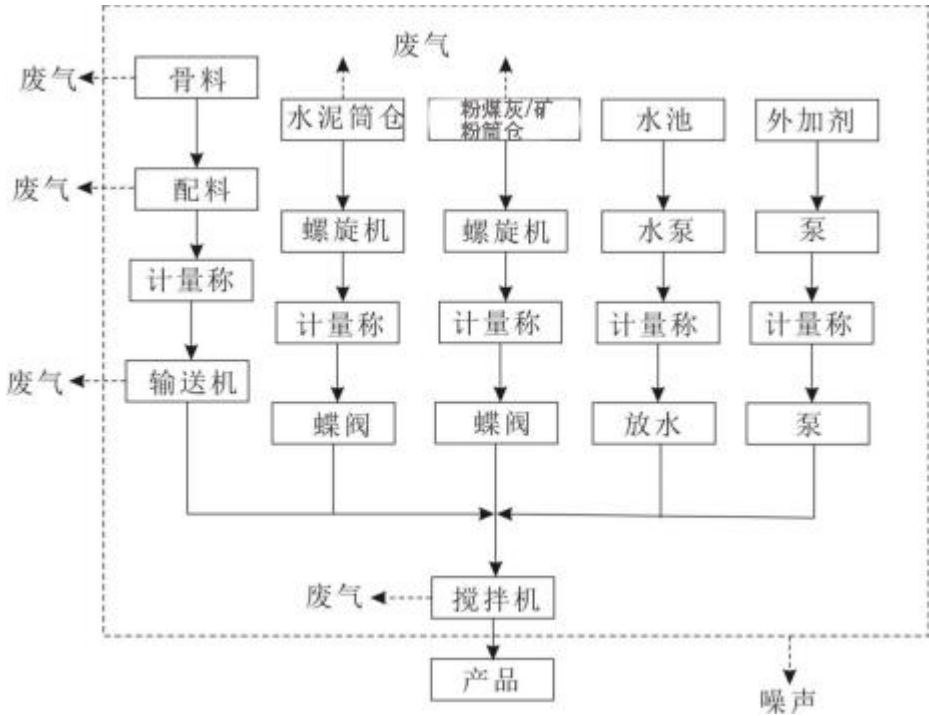 废气
废气
骨料
水泥筒仓
粉煤灰/矿
粉筒仓
水池
外加剂
废气
配料
螺旋机
螺旋机
水泵
泵
计量称
计量称
计量称
计量称
计量称
废气
输送机
蝶阀
蝶阀
放水
泵
废气
搅拌机
产品
噪声